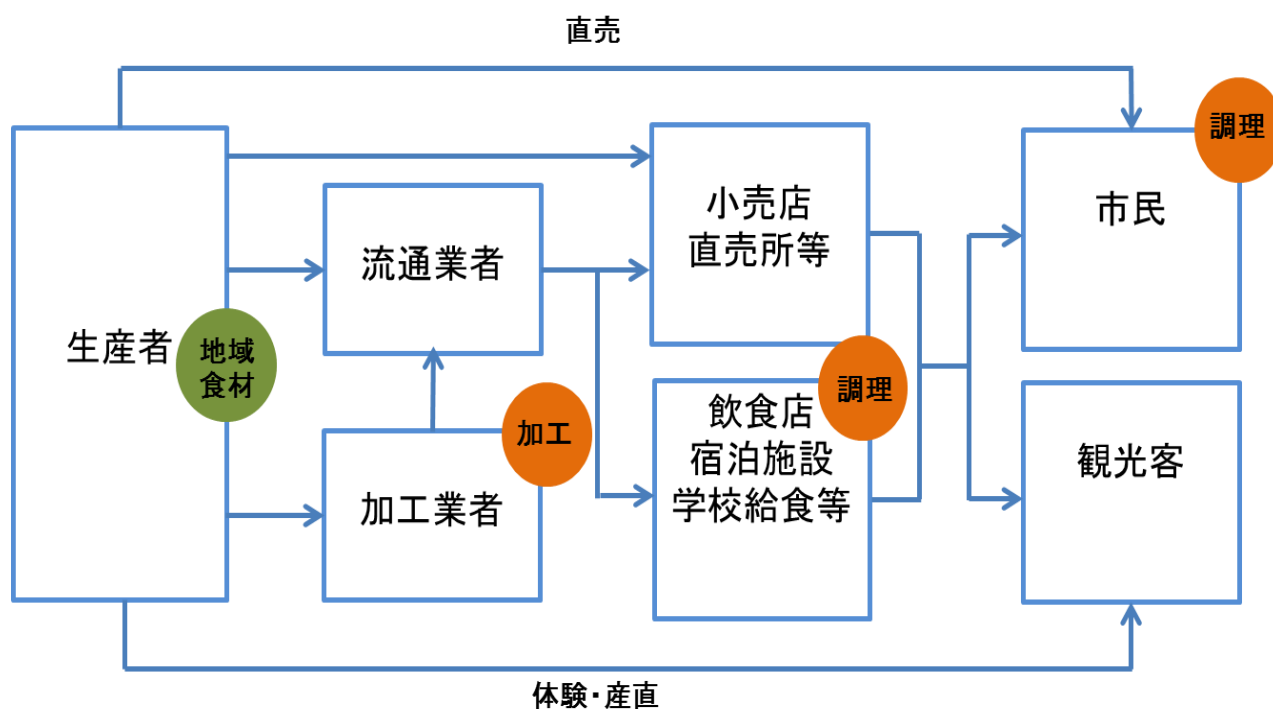 直売
調理
小売店
直売所等
市民
流通業者
生産者
地域
食材
調理
飲食店
宿泊施設
学校給食等
加工
加工業者
観光客
体験・産直